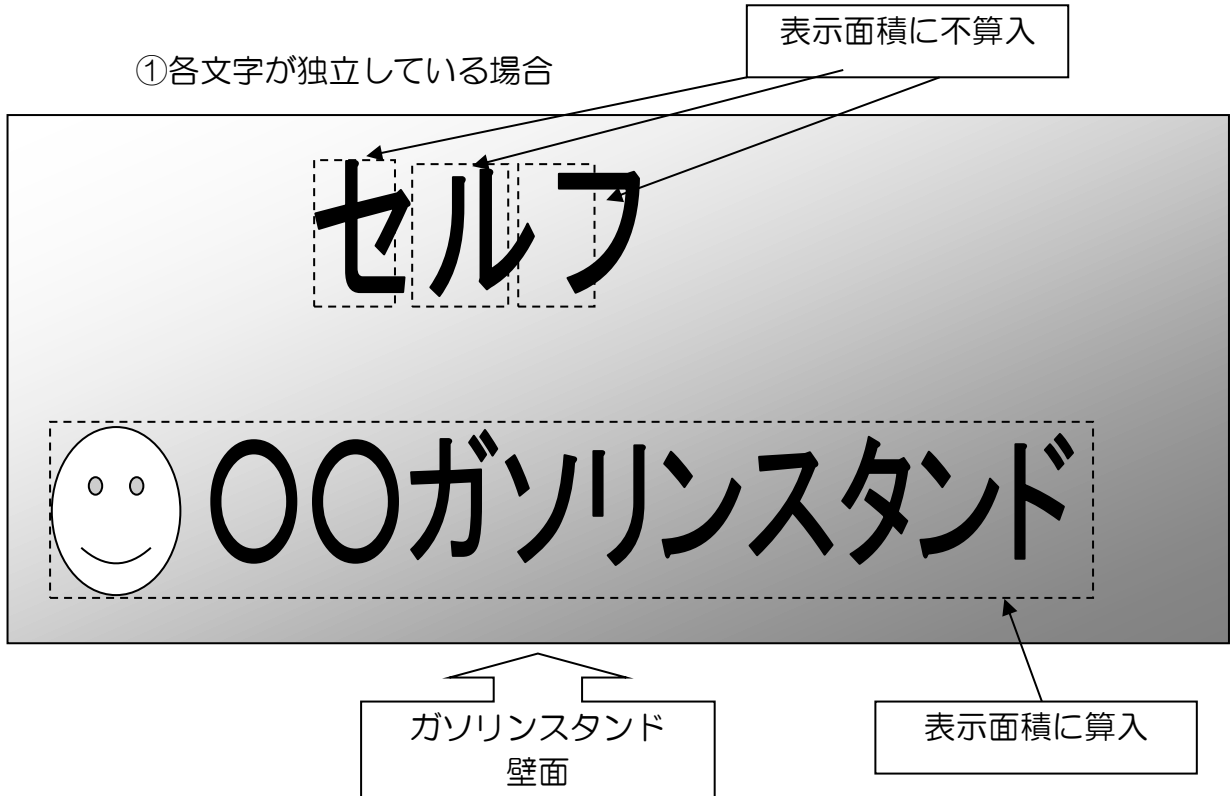 表示面積に不算入
①各文字が独立している場合
セルフ
〇〇ガソリンスタンド
ガソリンスタンド
壁面
表示面積に算入